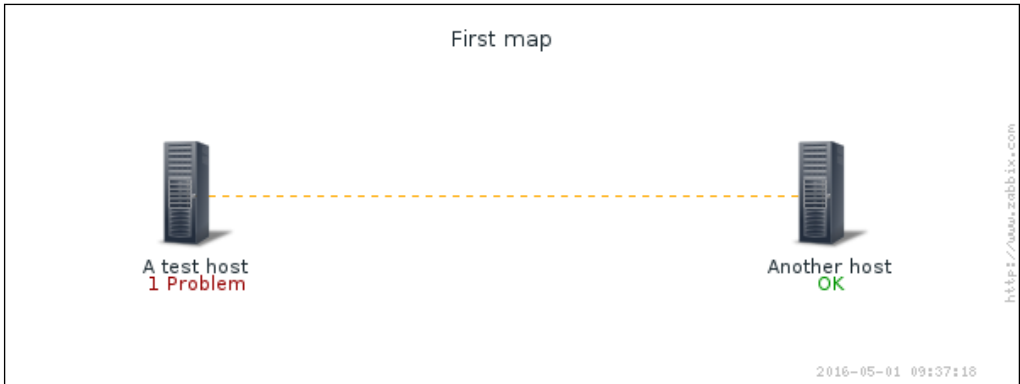 First map
A test host
1 Problem
Another host
OK
http://www.zabbix.com
2016-05-01 09:37:18